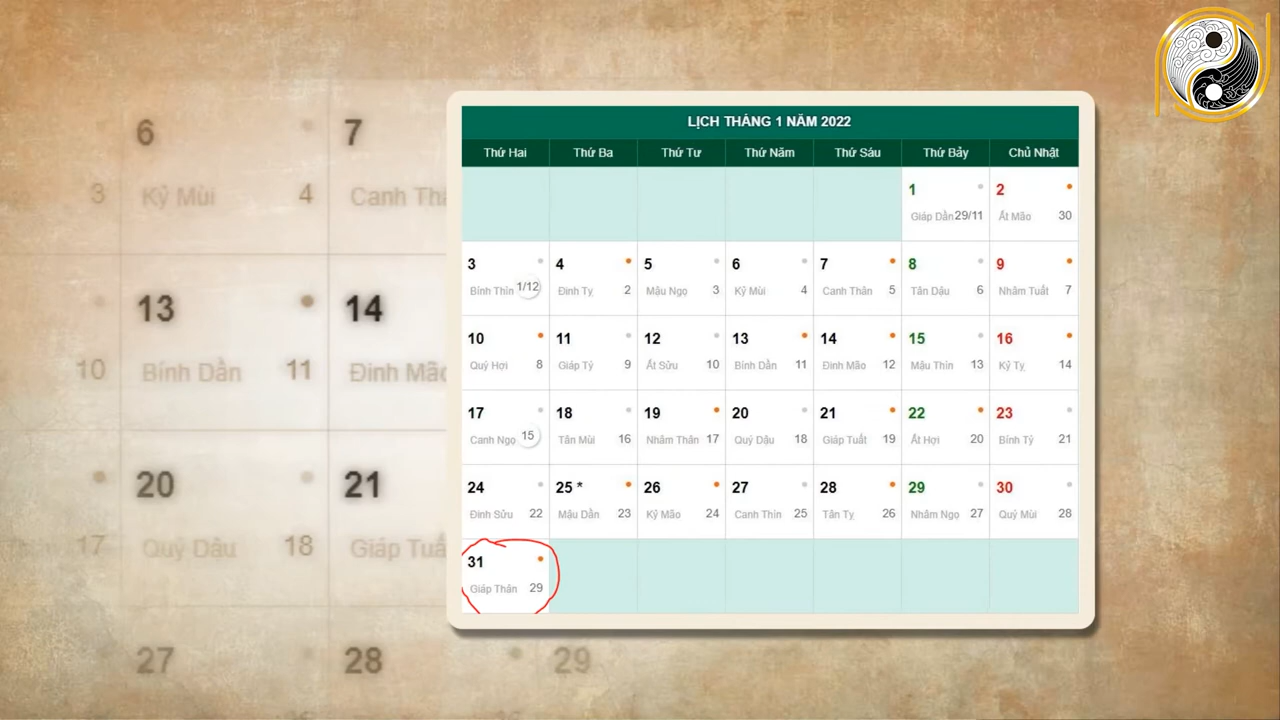 LỊCH THÁNG 1 NĂM 2022
Thứ Hai Thứ Ba Thứ Tư Thứ Năm Thứ Sáu Thứ Bảy Chủ Nhật
1 2
Giáp Dần 29/11 Ất Mão 30
3 4 5 6 7 8 9
Bính Thìn 1/12 Đinh Tỵ 2 Mậu Ngọ 3 Kỷ Mùi 4 Canh Thân 5 Tân Dậu 6 Nhâm Tuất 7
10 11 12 13 14 15 16
Quý Hợi 8 Giáp Tý 9 Ất Sửu 10 Bính Dần 11 Đinh Mão 12 Mậu Thìn 13 Kỷ Tỵ 14
17 18 19 20 21 22 23
Canh Ngọ 15 Tân Mùi 16 Nhâm Thân 17 Quý Dậu 18 Giáp Tuất 19 Ất Hợi 20 Bính Tý 21
24 25 * 26 27 28 29 30
Đinh Sửu 22 Mậu Dần 23 Kỷ Mão 24 Canh Thìn 25 Tân Tỵ 26 Nhâm Ngọ 27 Quý Mùi 28
31
Giáp Thân 29
6 7
3 Kỷ Mùi 4 Canh Thâ
13 14
10 Bính Dần 11 Đinh Mão
20 21
17 Quý Dậu 18 Giáp Tuấ
27 28 29